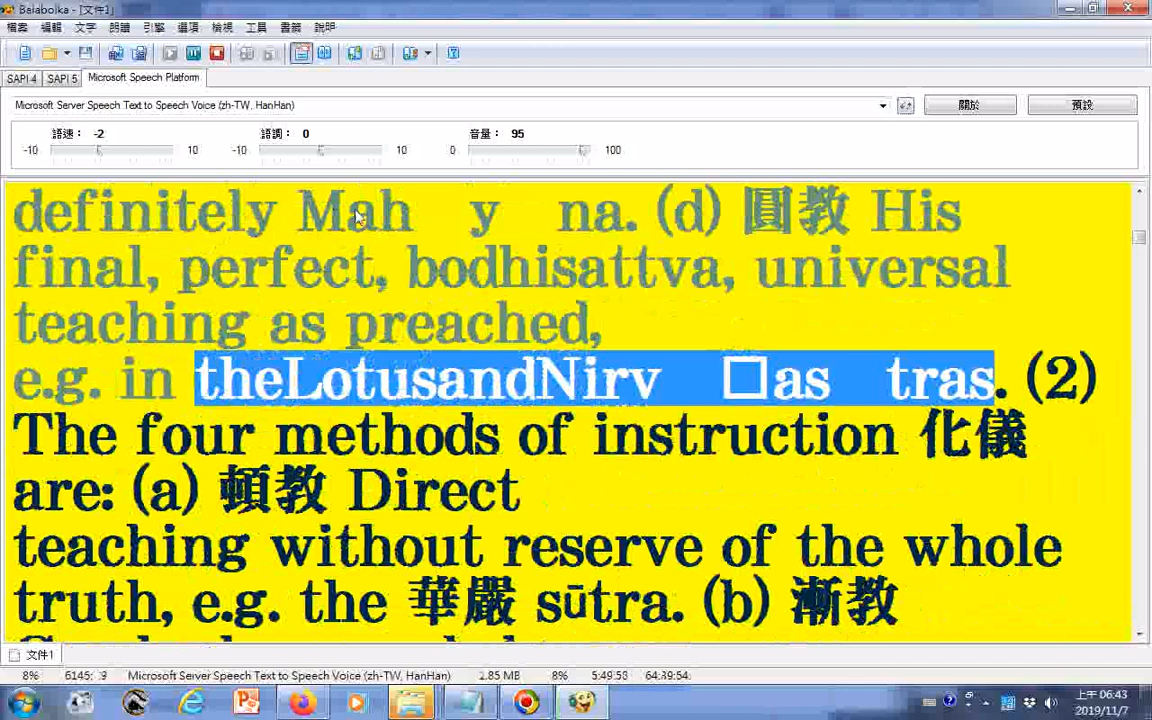 Balabolka - [文件1]
檔案 編輯 文字 朗讀 引擎 選項 檢視 工具 書籤 說明
SAPI 4 SAPI 5 Microsoft Speech Platform
Microsoft Server Speech Text to Speech Voice (zh-TW, HanHan) 關於 預設
語速： -2 語調： 0 音量： 95
-10 10 -10 10 0 100
definitely Mah y na. (d) 圓教 His
final, perfect, bodhisattva, universal
teaching as preached,
e.g. in theLotusandNirv □as tras. (2)
The four methods of instruction 化儀
are: (a) 頓教 Direct
teaching without reserve of the whole
truth, e.g. the 華嚴 sūtra. (b) 漸教
文件1
8% Microsoft Server Speech Text to Speech Voice (zh-TW, HanHan) 2.85 MB 8% 5:49:53 64:39:54
上午 06:43
2019/11/7